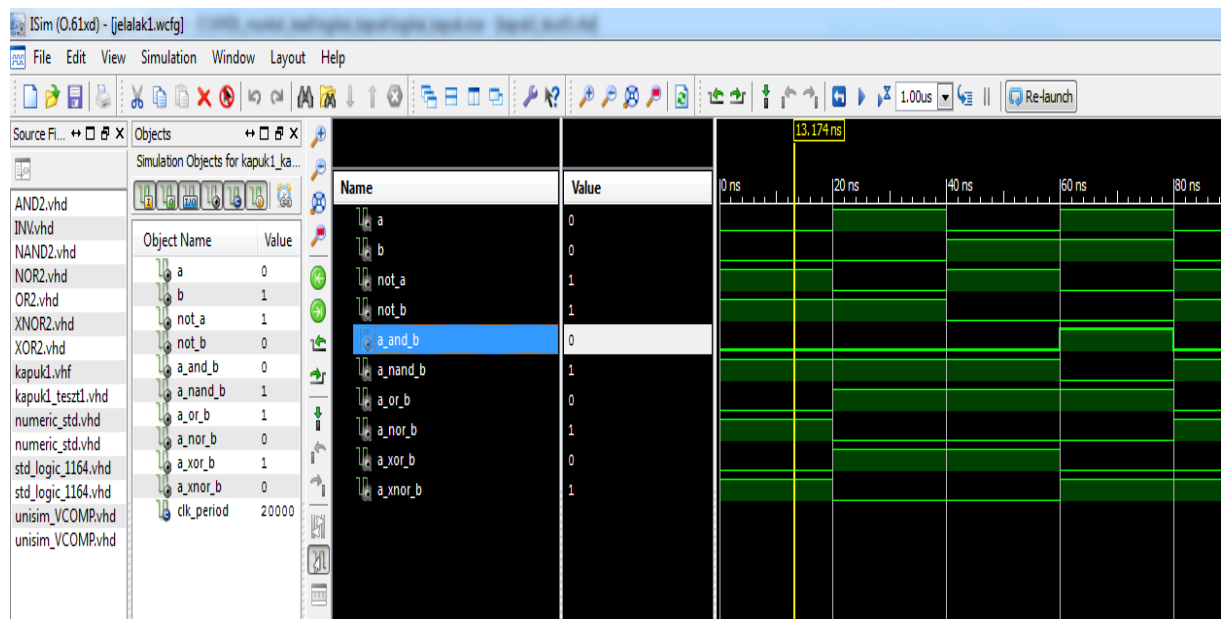 ISim (O.61xd) - [jelalak1.wcfg]
File Edit View Simulation Window Layout Help
1.00us Re-launch
Source Fi...
AND2.vhd
INV.vhd
NAND2.vhd
NOR2.vhd
OR2.vhd
XNOR2.vhd
XOR2.vhd
kapuk1.vhf
kapuk1_teszt1.vhd
numeric_std.vhd
numeric_std.vhd
std_logic_1164.vhd
std_logic_1164.vhd
unisim_VCOMP.vhd
unisim_VCOMP.vhd
Objects
Simulation Objects for kapuk1_ka...
Object Name Value
a 0
b 1
not_a 1
not_b 0
a_and_b 0
a_nand_b 1
a_or_b 1
a_nor_b 0
a_xor_b 1
a_xnor_b 0
clk_period 20000
Name Value
a 0
b 0
not_a 1
not_b 1
a_and_b 0
a_nand_b 1
a_or_b 0
a_nor_b 1
a_xor_b 0
a_xnor_b 1
13.174 ns
0 ns 20 ns 40 ns 60 ns 80 ns